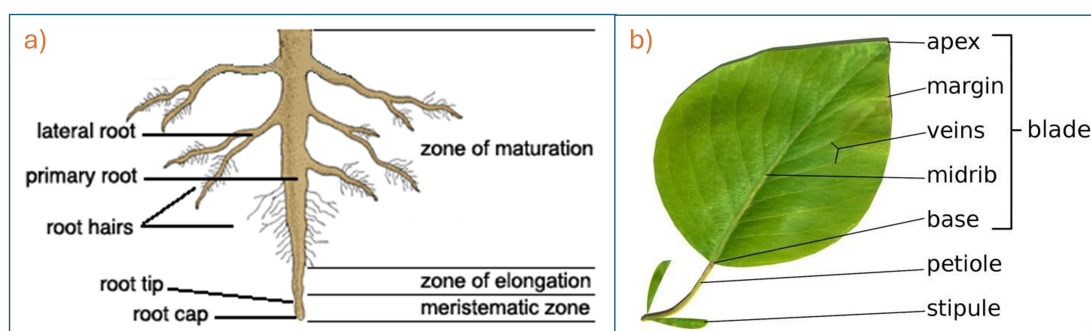 a)
lateral root
primary root
root hairs
root tip
root cap
zone of maturation
zone of elongation
meristematic zone
b)
apex
margin
veins
midrib
base
blade
petiole
stipule